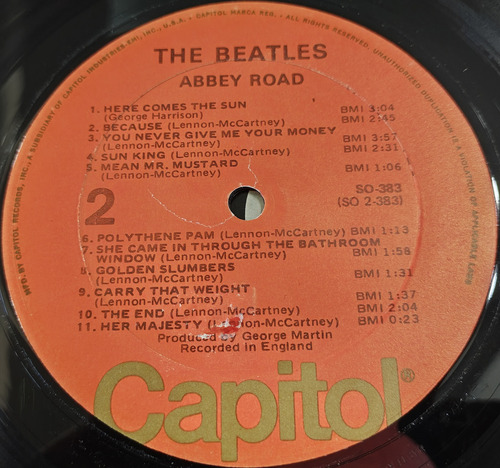 MFD. BY CAPITOL RECORDS, INC., A SUBSIDIARY OF CAPITOL INDUSTRIES-EMI, INC., U.S.A. • CAPITOL MARCA REG. • ALL RIGHTS RESERVED. UNAUTHORIZED DUPLICATION IS A VIOLATION OF APPLICABLE LAWS
THE BEATLES
ABBEY ROAD
1. HERE COMES THE SUN
(George Harrison) BMI 3:04
2. BECAUSE (Lennon-McCartney) BMI 2:45
3. YOU NEVER GIVE ME YOUR MONEY
(Lennon-McCartney) BMI 3:57
4. SUN KING (Lennon-McCartney) BMI 2:31
5. MEAN MR. MUSTARD
(Lennon-McCartney) BMI 1:06
2
SO-383
(SO 2-383)
6. POLYTHENE PAM (Lennon-McCartney) BMI 1:13
7. SHE CAME IN THROUGH THE BATHROOM
WINDOW (Lennon-McCartney) BMI 1:58
8. GOLDEN SLUMBERS
(Lennon-McCartney) BMI 1:31
9. CARRY THAT WEIGHT
(Lennon-McCartney) BMI 1:37
10. THE END (Lennon-McCartney) BMI 2:04
11. HER MAJESTY (Lennon-McCartney) BMI 0:23
Produced by George Martin
Recorded in England
Capitol®